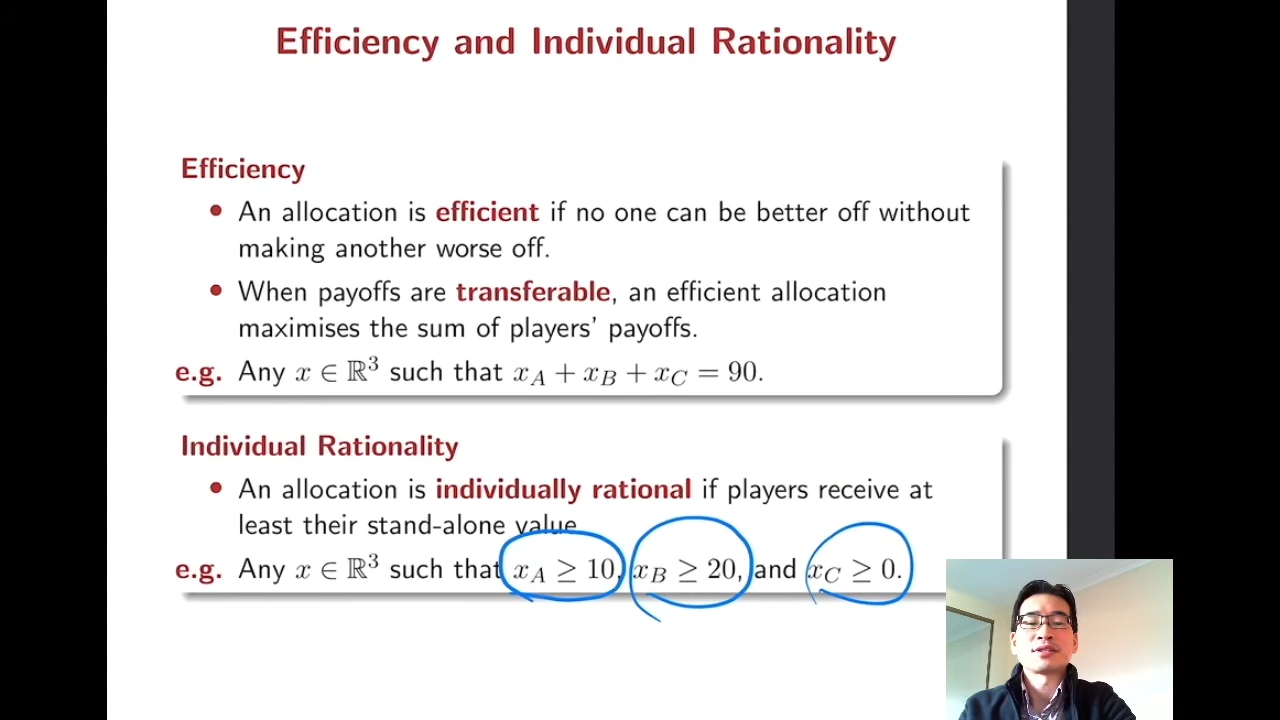 Efficiency and Individual Rationality
Efficiency
• An allocation is efficient if no one can be better off without
making another worse off.
• When payoffs are transferable, an efficient allocation
maximises the sum of players' payoffs.
e.g. Any x ∈ ℝ³ such that x_A + x_B + x_C = 90.
Individual Rationality
• An allocation is individually rational if players receive at
least their stand-alone value
e.g. Any x ∈ ℝ³ such that x_A ≥ 10, x_B ≥ 20, and x_C ≥ 0.